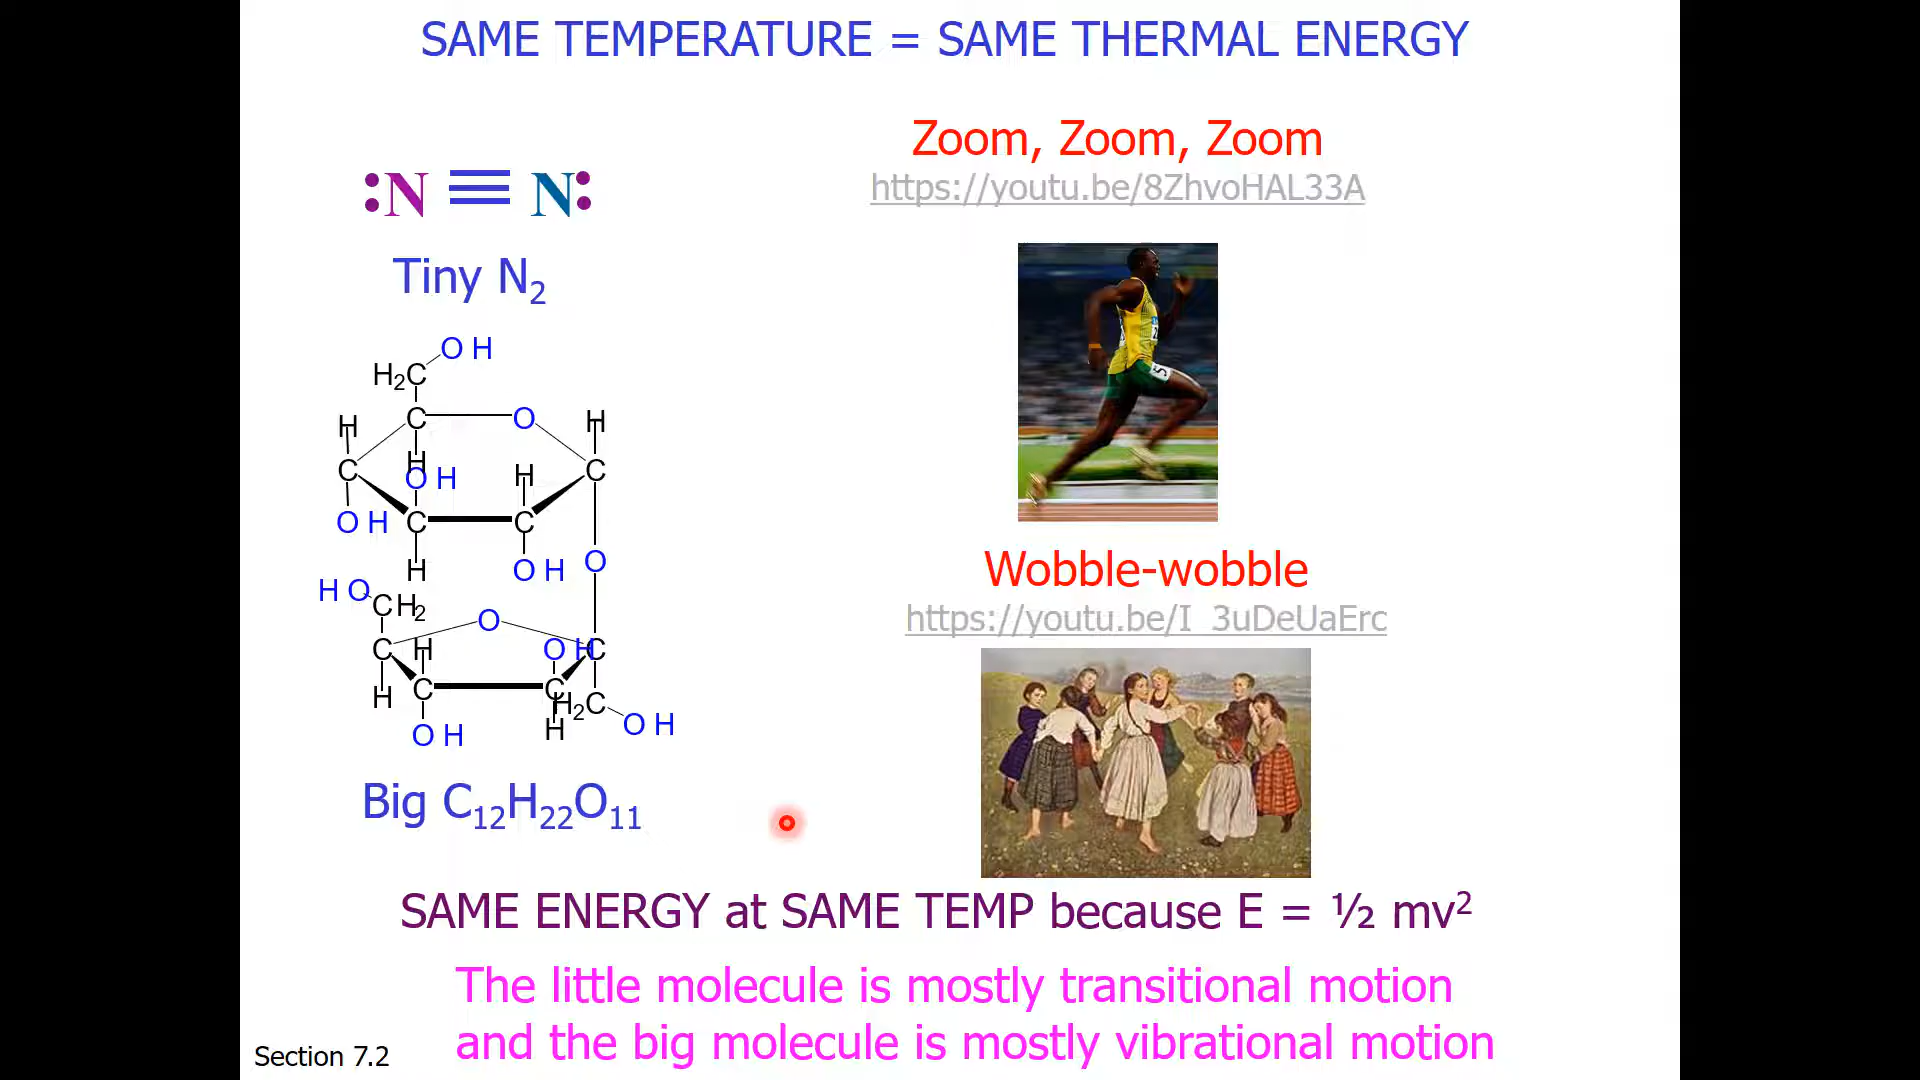 SAME TEMPERATURE = SAME THERMAL ENERGY
Zoom, Zoom, Zoom
https://youtu.be/8ZhvoHAL33A
:N ≡ N:
Tiny N₂
O H
H₂C
H
C
O
H
H
C
O H
H
C
O H
C
C
H
O H
O
H O
CH₂
O
C
H
O H
C
H
C
C
H₂C
O H
H
O H
Big C₁₂H₂₂O₁₁
Wobble-wobble
https://youtu.be/I_3uDeUaErc
5
SAME ENERGY at SAME TEMP because E = ½ mv²
The little molecule is mostly transitional motion
and the big molecule is mostly vibrational motion
Section 7.2